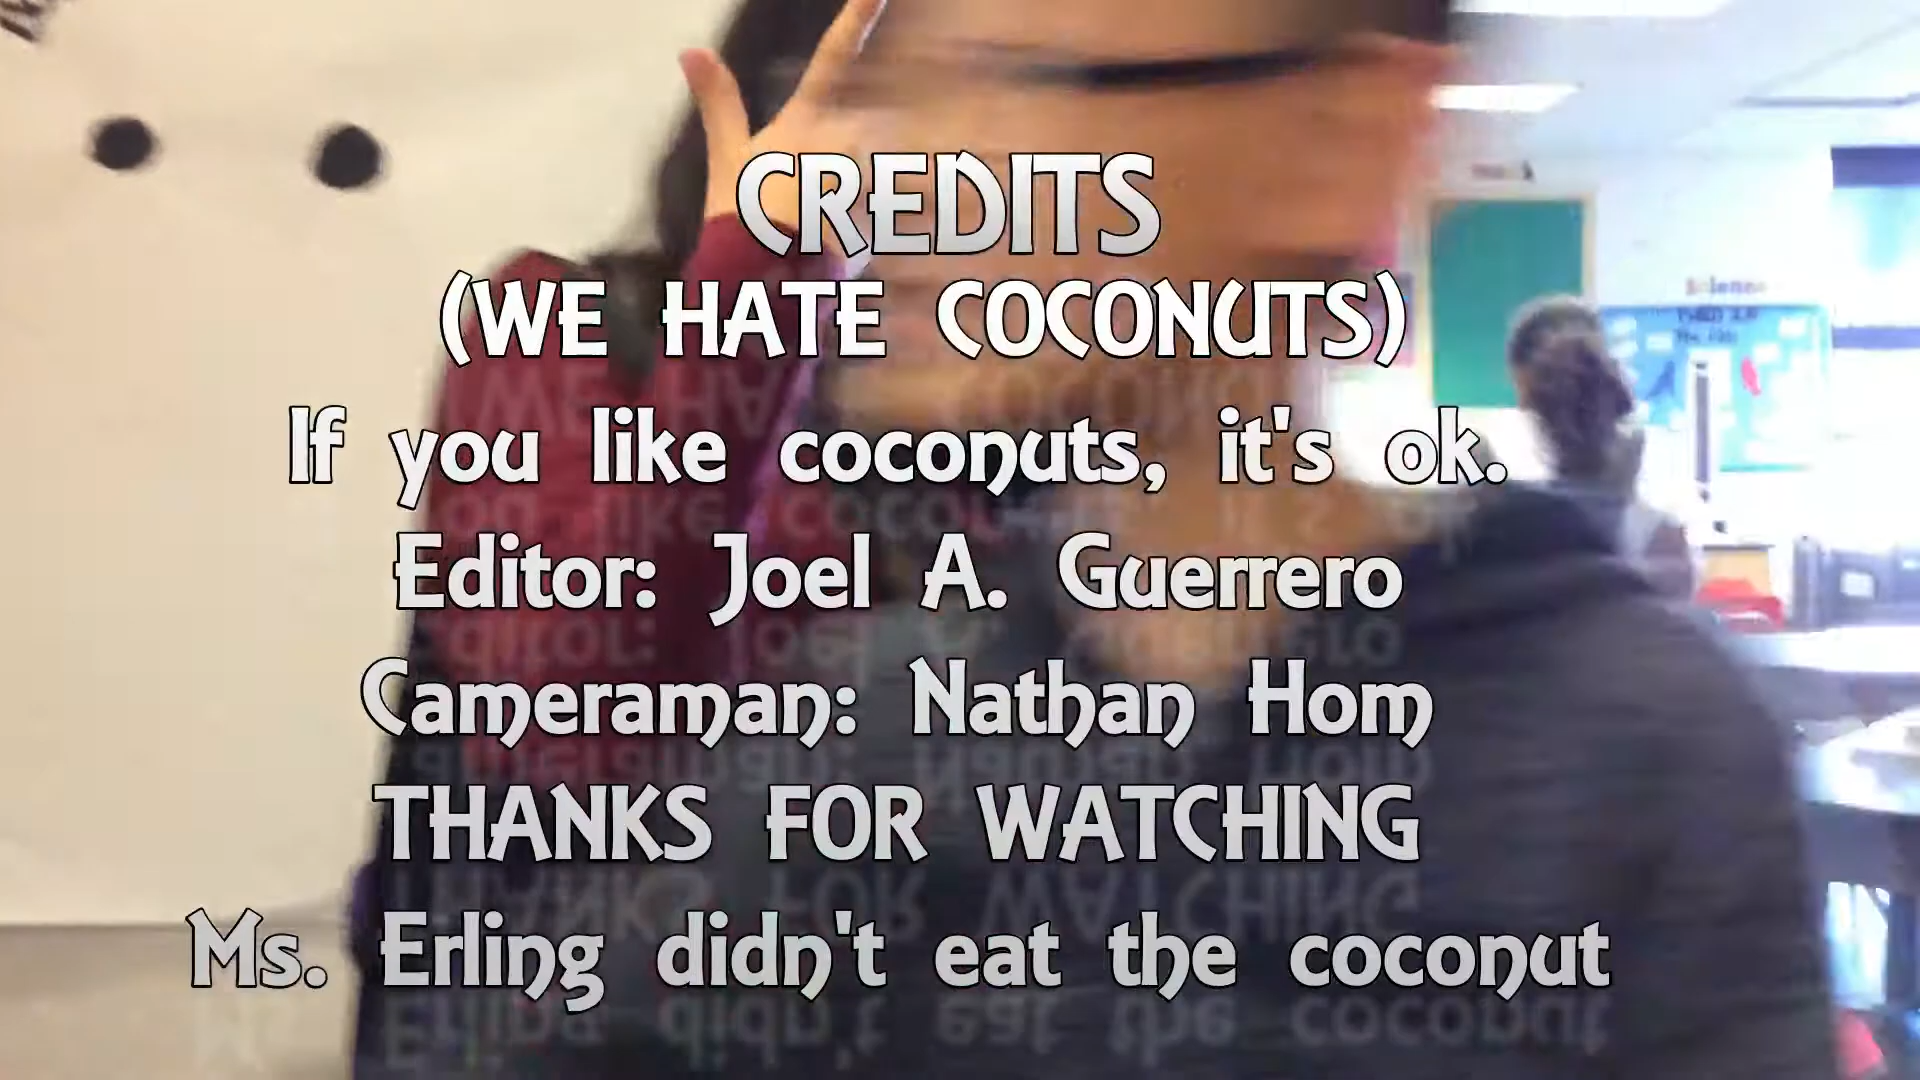 CREDITS
(WE HATE COCONUTS)
If you like coconuts, it's ok.
Editor: Joel A. Guerrero
Cameraman: Nathan Hom
THANKS FOR WATCHING
Ms. Erling didn't eat the coconut
Science